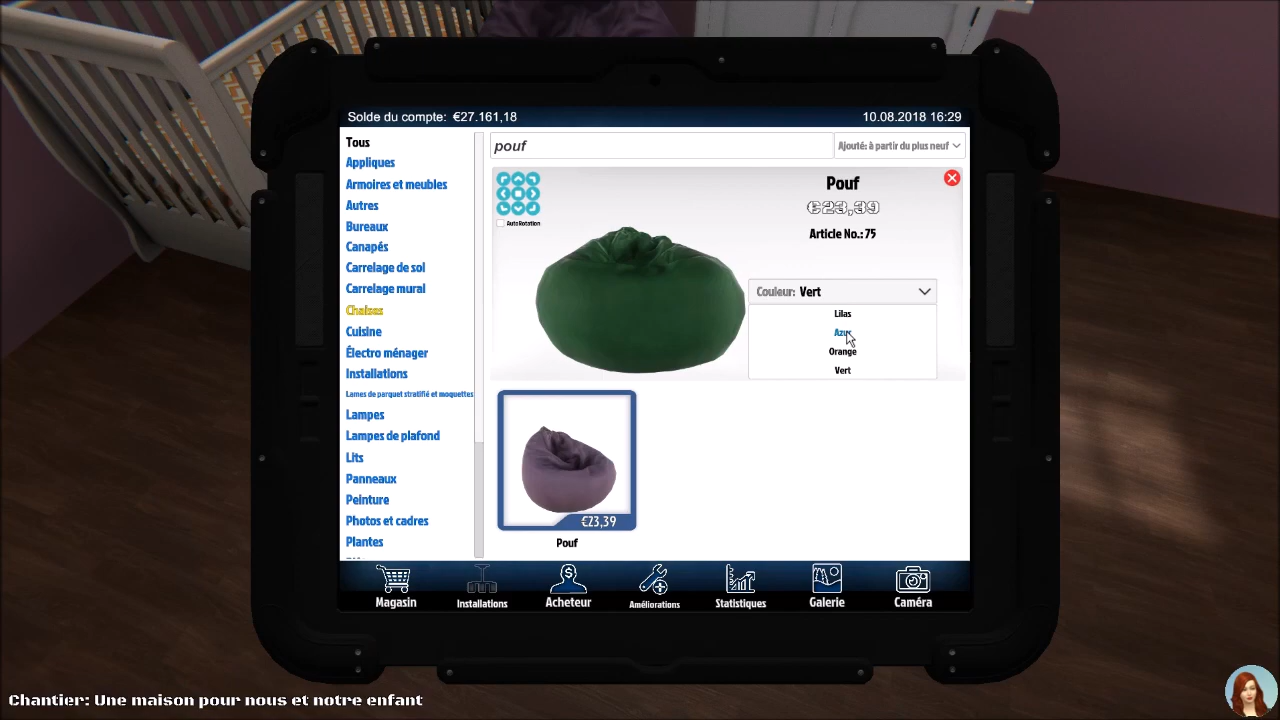 Solde du compte: €27.161,18
10.08.2018 16:29
Tous
Appliques
Armoires et meubles
Autres
Bureaux
Canapés
Carrelage de sol
Carrelage mural
Chaises
Cuisine
Électro ménager
Installations
Lames de parquet stratifié et moquettes
Lampes
Lampes de plafond
Lits
Panneaux
Peinture
Photos et cadres
Plantes
pouf
Ajouté: à partir du plus neuf
Auto Rotation
Pouf
€23,39
Article No.: 75
Couleur: Vert
Lilas
Azur
Orange
Vert
€23,39
Pouf
Magasin
Installations
Acheteur
Améliorations
Statistiques
Galerie
Caméra
Chantier: Une maison pour nous et notre enfant